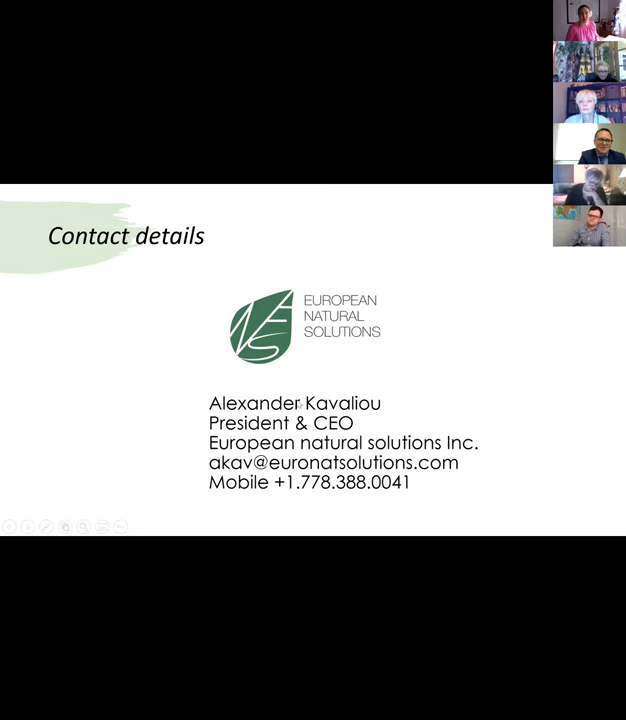 Contact details
NES
EUROPEAN
NATURAL
SOLUTIONS
Alexander Kavaliou
President & CEO
European natural solutions Inc.
akav@euronatsolutions.com
Mobile +1.778.388.0041